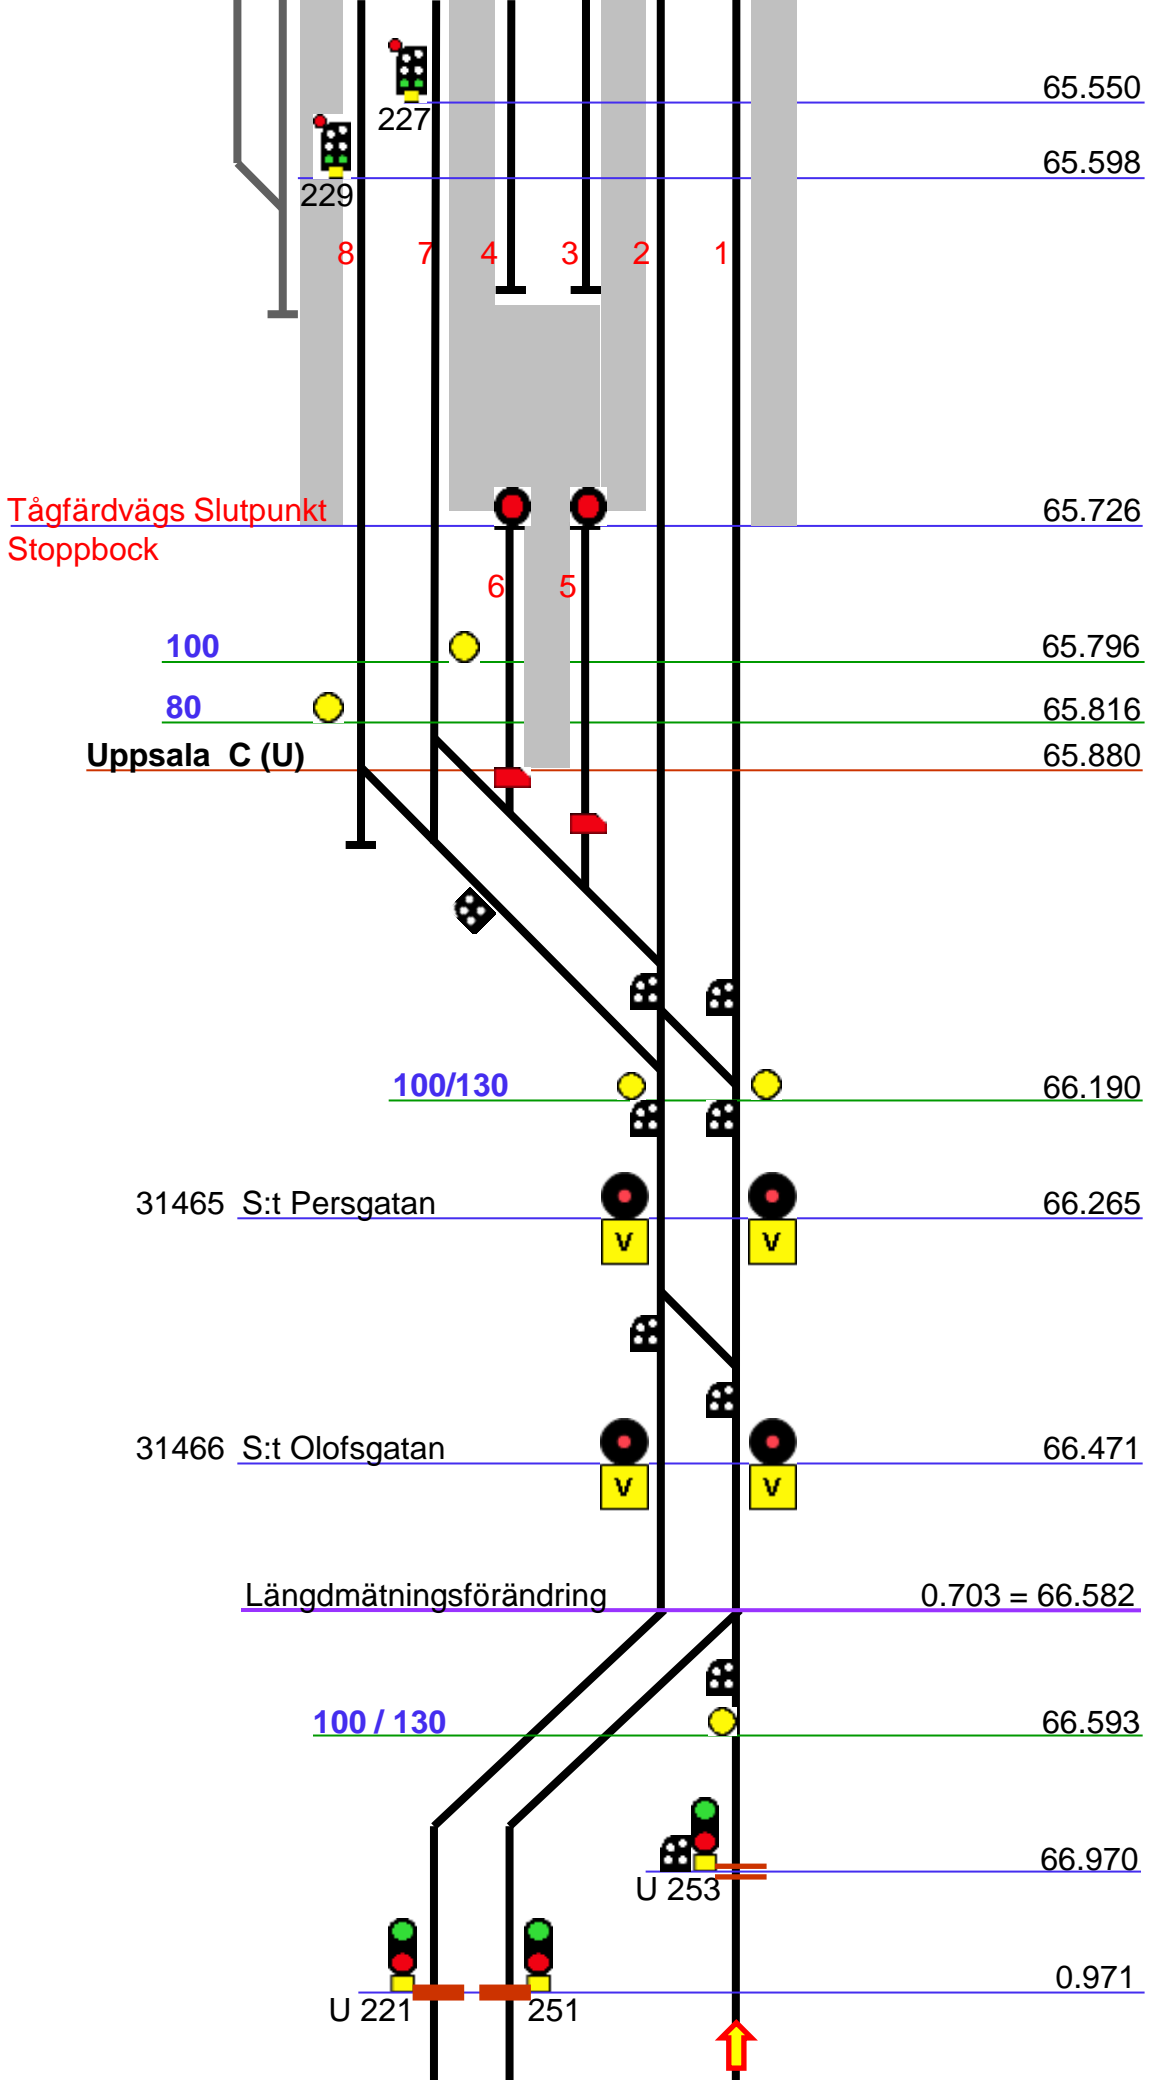 65.550
227
65.598
229
8 7 4 3 2 1
Tågfärdvägs Slutpunkt 65.726
Stoppbock
6 5
100 65.796
80 65.816
Uppsala C (U) 65.880
100/130 66.190
31465 S:t Persgatan 66.265
V V
31466 S:t Olofsgatan 66.471
V V
Längdmätningsförändring 0.703 = 66.582
100 / 130 66.593
66.970
U 253
0.971
U 221 251